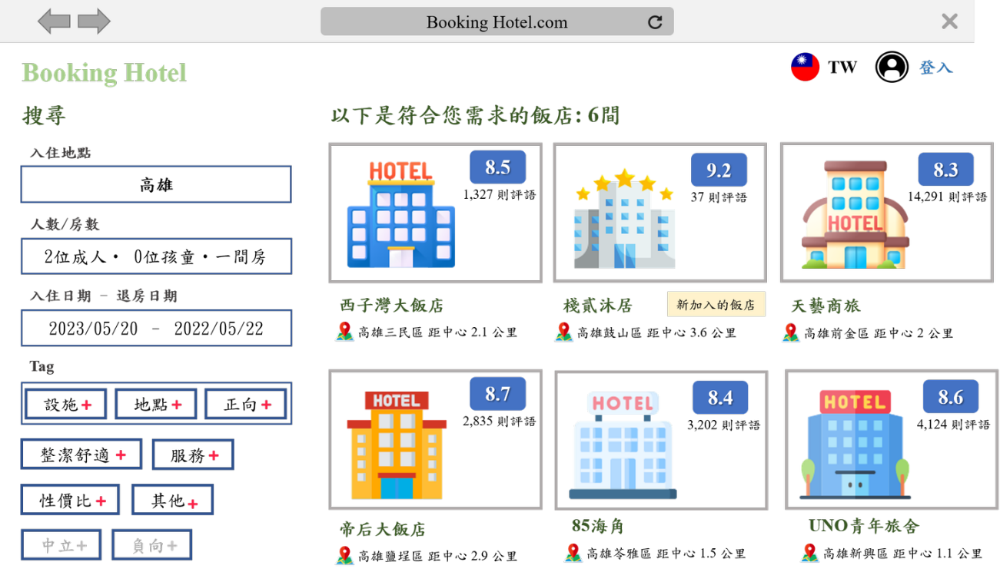 Booking Hotel.com
Booking Hotel
TW
登入
搜尋
入住地點
高雄
人數/房數
2位成人・ 0位孩童・一間房
入住日期 – 退房日期
2023/05/20 – 2022/05/22
Tag
設施+
地點+
正向+
整潔舒適+
服務+
性價比+
其他+
中立+
負向+
以下是符合您需求的飯店: 6間
HOTEL
8.5
1,327 則評語
西子灣大飯店
高雄三民區 距中心 2.1 公里
9.2
37 則評語
棧貳沐居
新加入的飯店
高雄鼓山區 距中心 3.6 公里
HOTEL
8.3
14,291 則評語
天藝商旅
高雄前金區 距中心 2 公里
HOTEL
8.7
2,835 則評語
帝后大飯店
高雄鹽埕區 距中心 2.9 公里
HOTEL
8.4
3,202 則評語
85海角
高雄苓雅區 距中心 1.5 公里
HOTEL
8.6
4,124 則評語
UNO青年旅舍
高雄新興區 距中心 1.1 公里